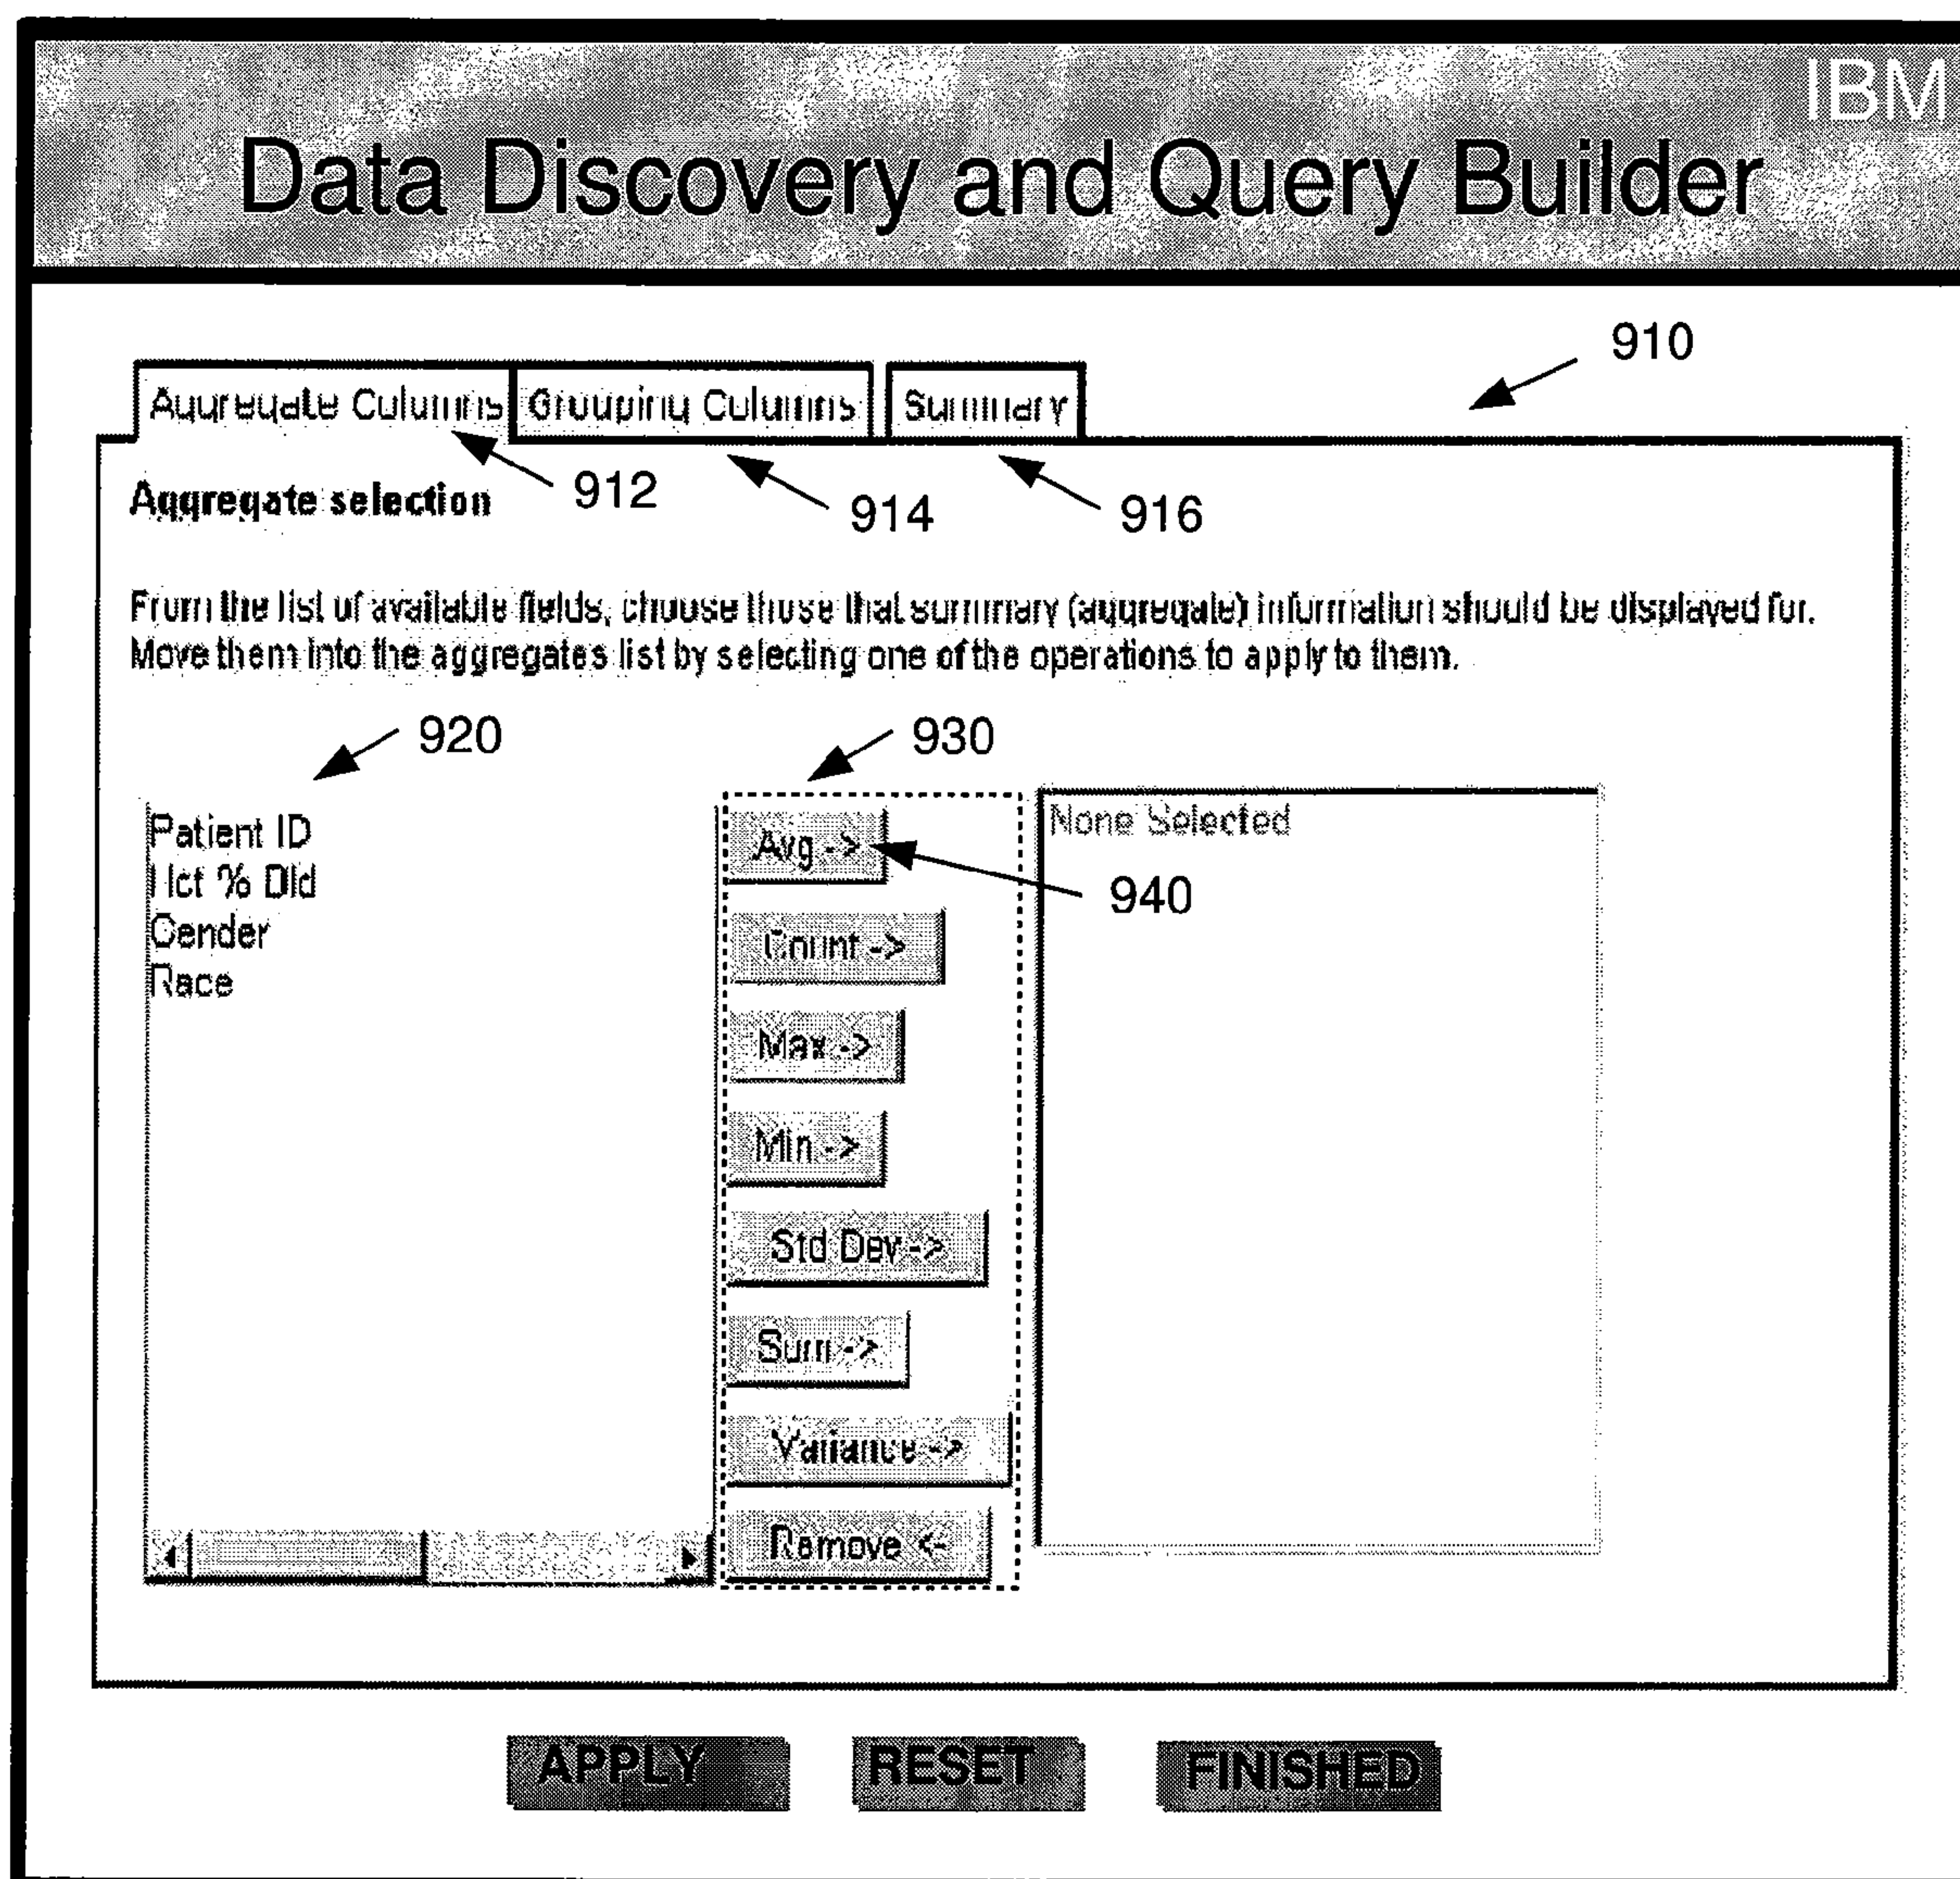 IBM
Data Discovery and Query Builder
910
Aggregate Columns Grouping Columns Summary
912
914
916
Aggregate selection
From the list of available fields, choose those that summary (aggregate) information should be displayed for.
Move them into the aggregates list by selecting one of the operations to apply to them.
920
930
Patient ID
Hct % Bld
Gender
Race
Avg ->
940
Count ->
Max ->
Min ->
Std Dev ->
Sum ->
Variance ->
Remove <-
None Selected
APPLY RESET FINISHED